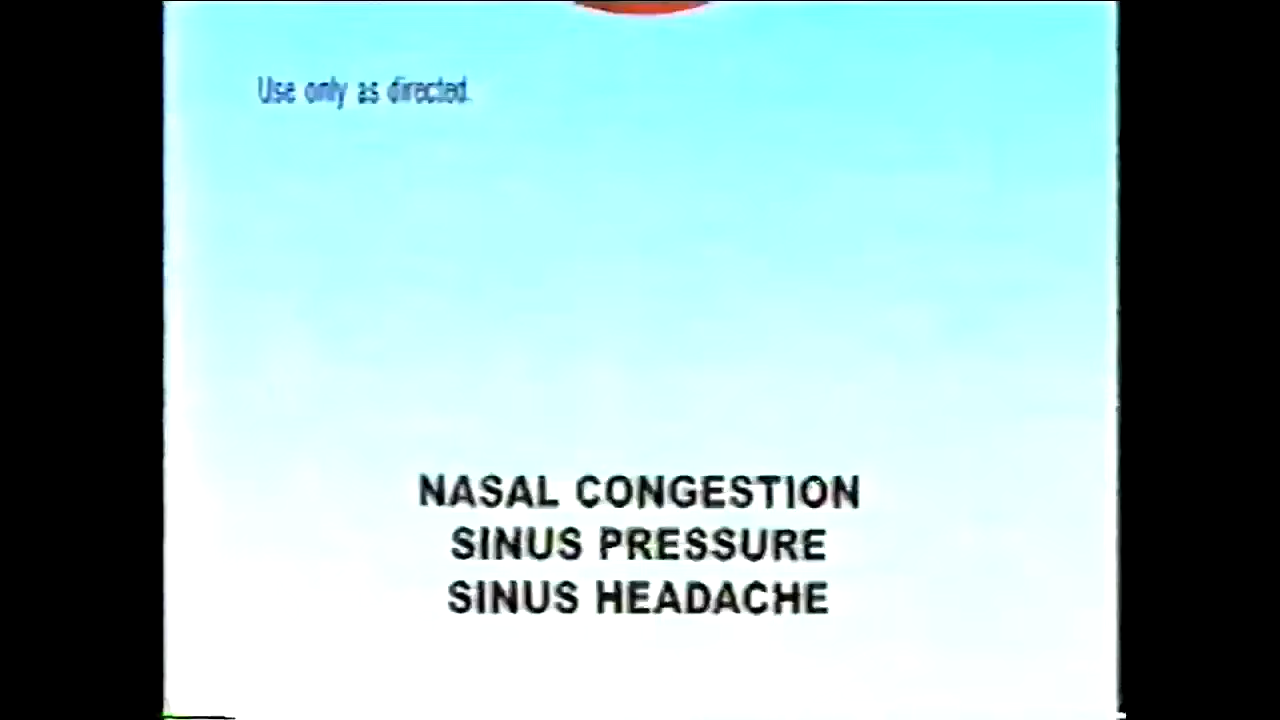 Use only as directed.
NASAL CONGESTION
SINUS PRESSURE
SINUS HEADACHE